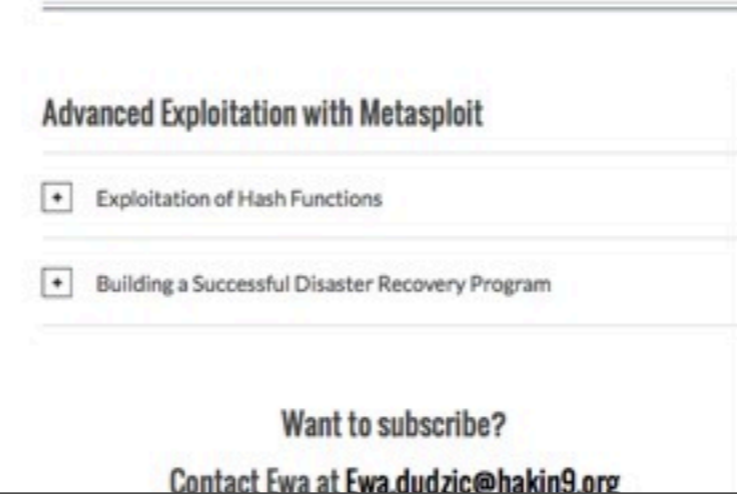 Advanced Exploitation with Metasploit
Exploitation of Hash Functions
Building a Successful Disaster Recovery Program
Want to subscribe?
Contact Ewa at Ewa.dudzic@hakin9.org